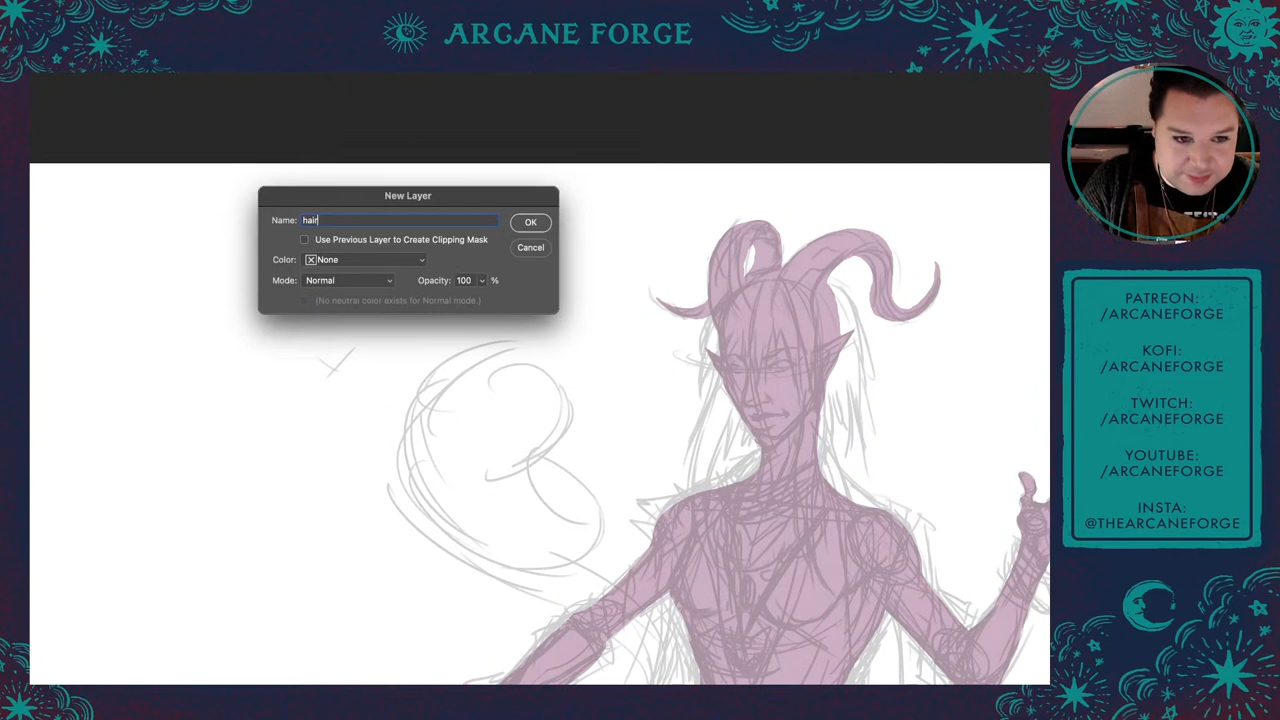 ARCANE FORGE
New Layer
Name: hair
OK
Use Previous Layer to Create Clipping Mask
Cancel
Color: None
Mode: Normal Opacity: 100 %
(No neutral color exists for Normal mode.)
PATREON:
/ARCANEFORGE
KOFI:
/ARCANEFORGE
TWITCH:
/ARCANEFORGE
YOUTUBE:
/ARCANEFORGE
INSTA:
@THEARCANEFORGE